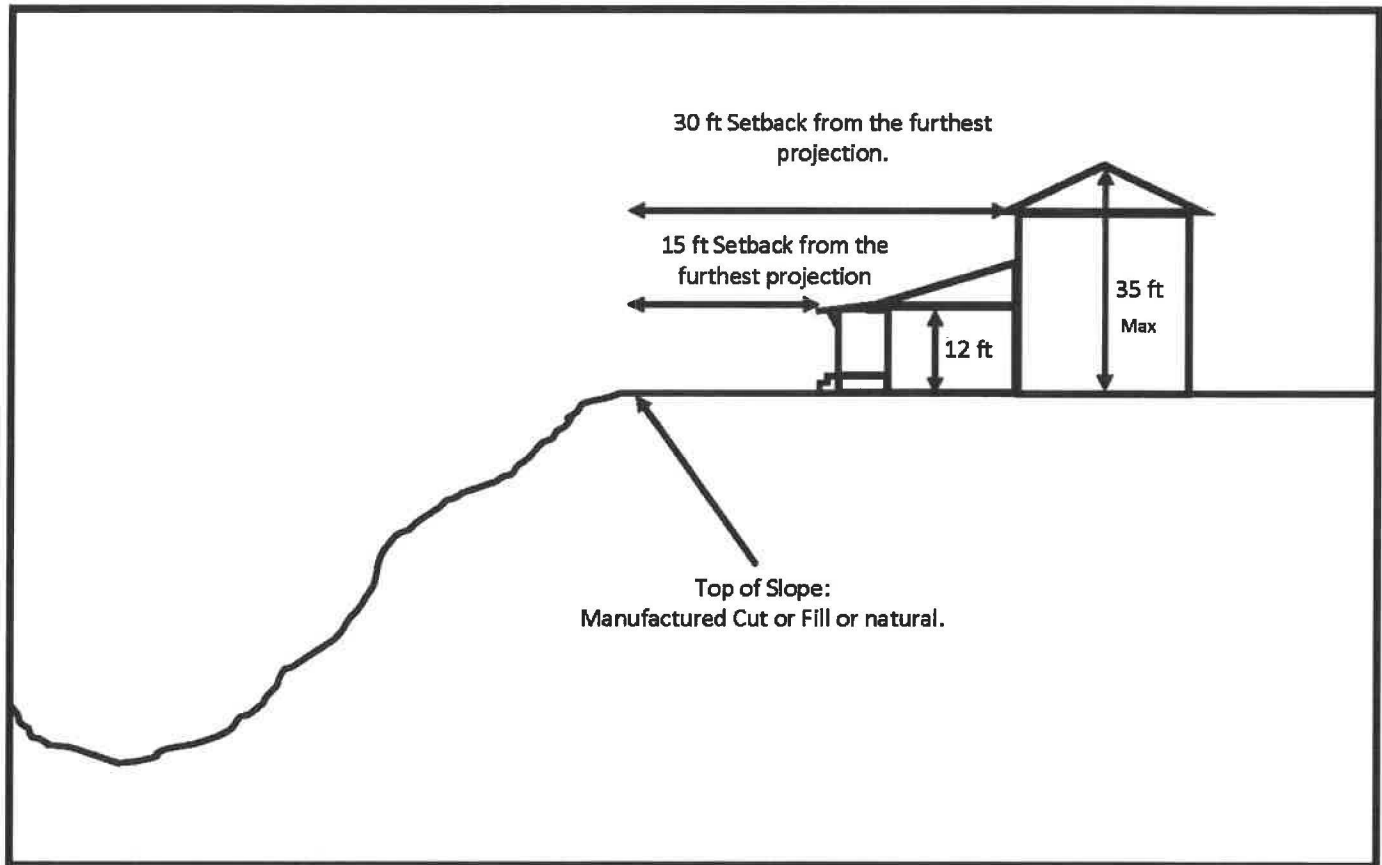 30 ft Setback from the furthest
projection.
15 ft Setback from the
furthest projection
35 ft
Max
12 ft
Top of Slope:
Manufactured Cut or Fill or natural.